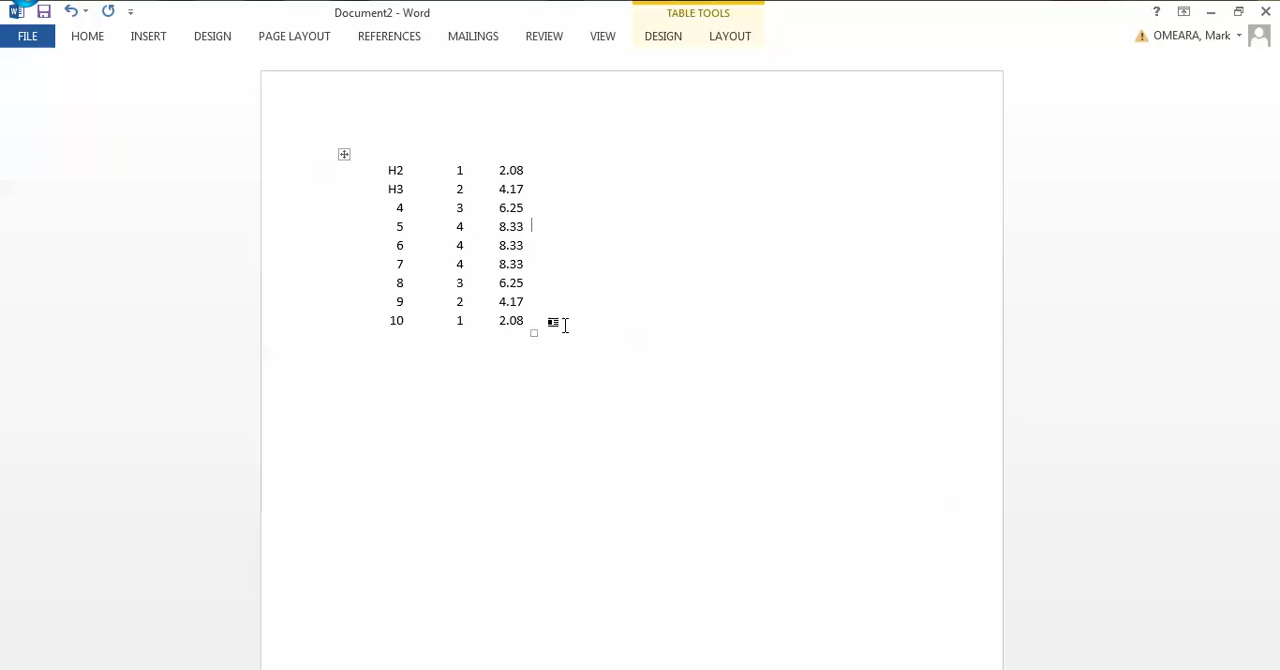 Document2 - Word
TABLE TOOLS
?
FILE HOME INSERT DESIGN PAGE LAYOUT REFERENCES MAILINGS REVIEW VIEW DESIGN LAYOUT OMEARA, Mark
H2 1 2.08
H3 2 4.17
4 3 6.25
5 4 8.33
6 4 8.33
7 4 8.33
8 3 6.25
9 2 4.17
10 1 2.08